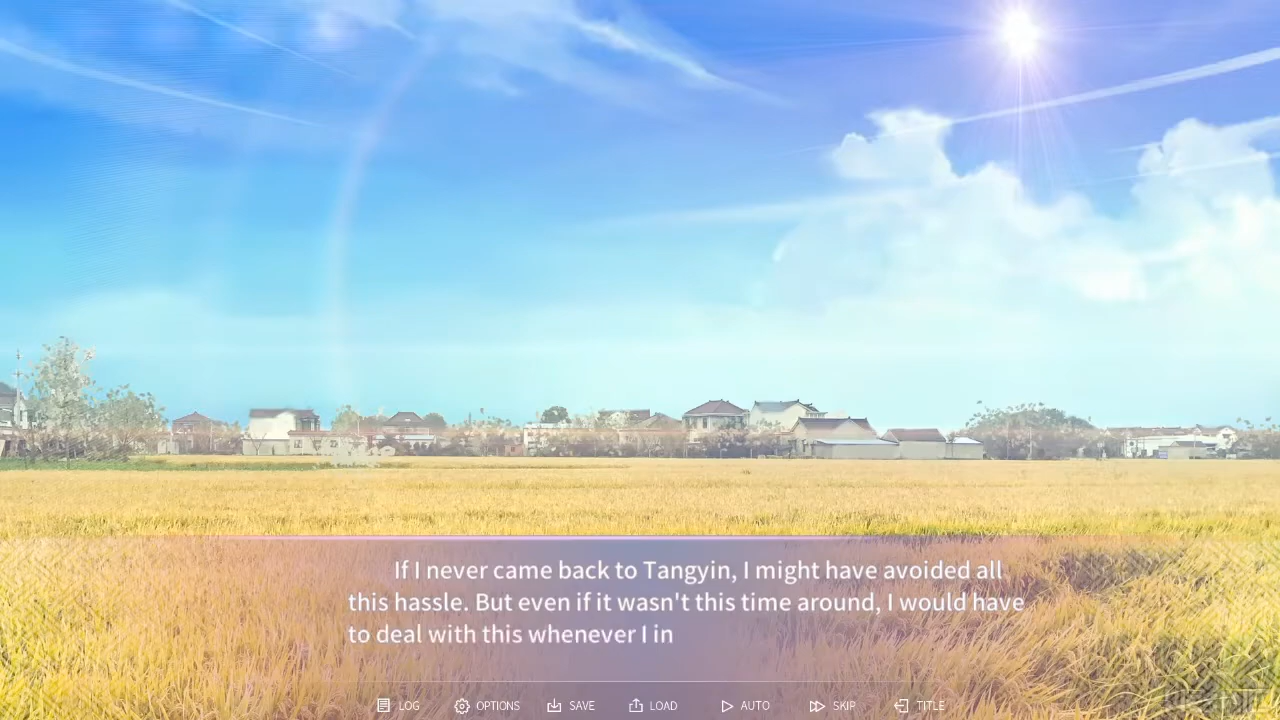 If I never came back to Tangyin, I might have avoided all
this hassle. But even if it wasn't this time around, I would have
to deal with this whenever I in
LOG OPTIONS SAVE LOAD AUTO SKIP TITLE